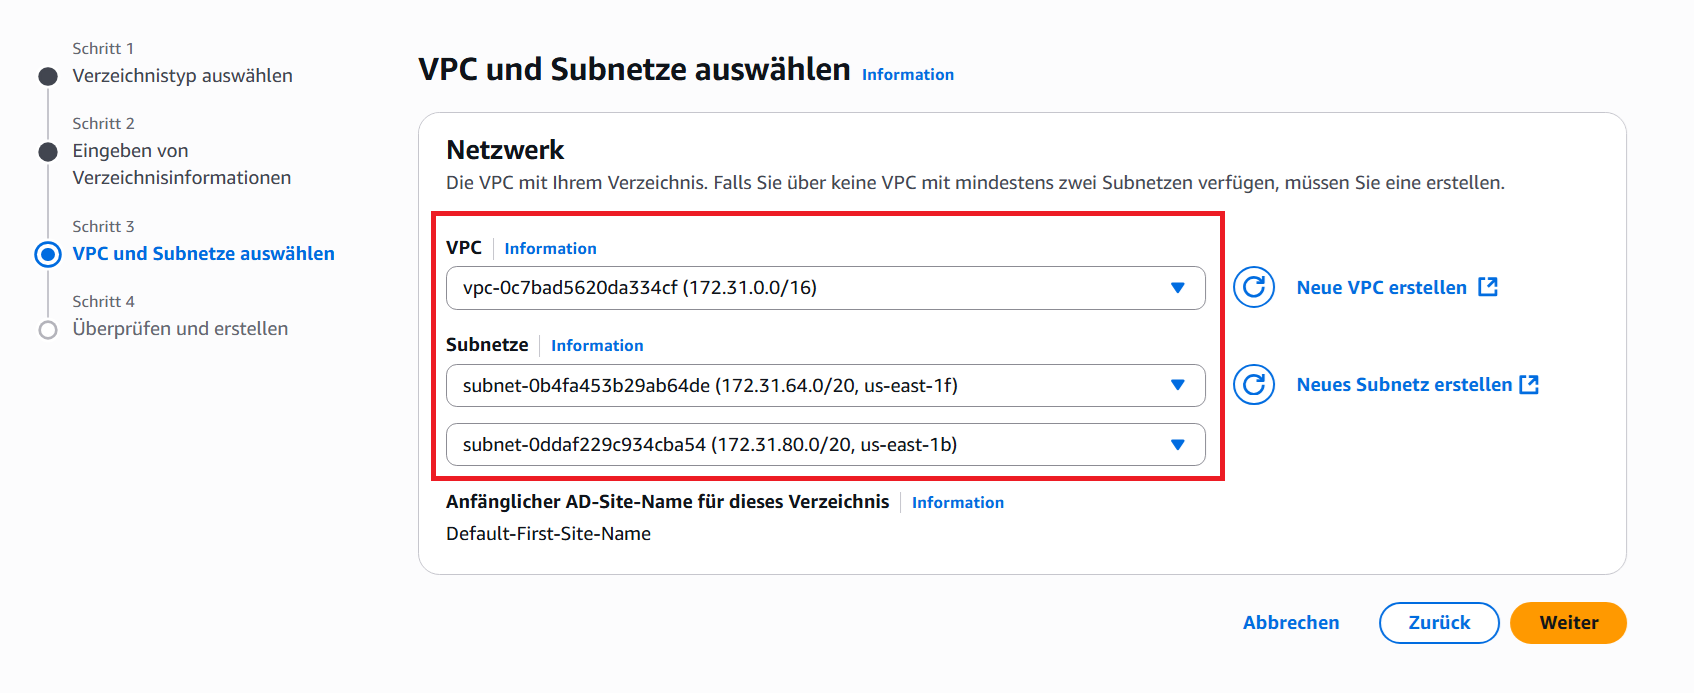 Schritt 1
Verzeichnistyp auswählen
Schritt 2
Eingeben von
Verzeichnisinformationen
Schritt 3
VPC und Subnetze auswählen
Schritt 4
Überprüfen und erstellen
VPC und Subnetze auswählen Information
Netzwerk
Die VPC mit Ihrem Verzeichnis. Falls Sie über keine VPC mit mindestens zwei Subnetzen verfügen, müssen Sie eine erstellen.
VPC Information
vpc-0c7bad5620da334cf (172.31.0.0/16)
Neue VPC erstellen
Subnetze Information
subnet-0b4fa453b29ab64de (172.31.64.0/20, us-east-1f)
Neues Subnetz erstellen
subnet-0ddaf229c934cba54 (172.31.80.0/20, us-east-1b)
Anfänglicher AD-Site-Name für dieses Verzeichnis Information
Default-First-Site-Name
Abbrechen Zurück Weiter